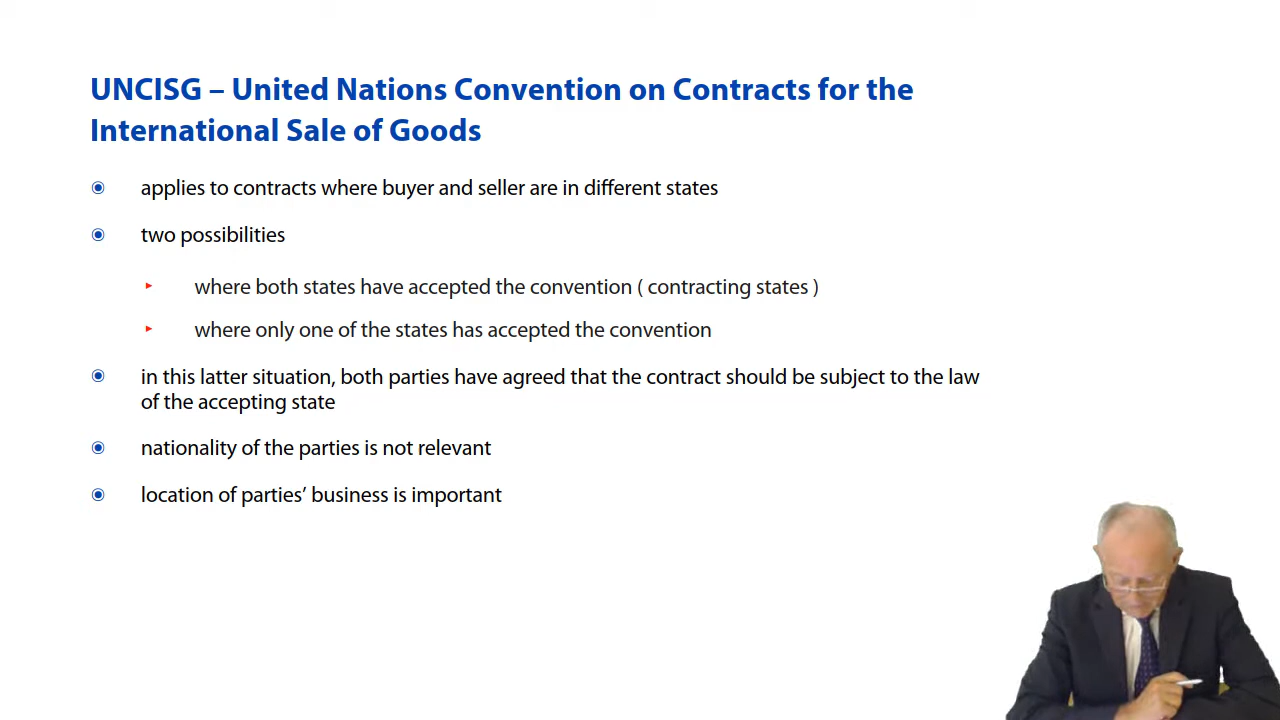 UNCISG – United Nations Convention on Contracts for the
International Sale of Goods
applies to contracts where buyer and seller are in different states
two possibilities
where both states have accepted the convention ( contracting states )
where only one of the states has accepted the convention
in this latter situation, both parties have agreed that the contract should be subject to the law
of the accepting state
nationality of the parties is not relevant
location of parties’ business is important